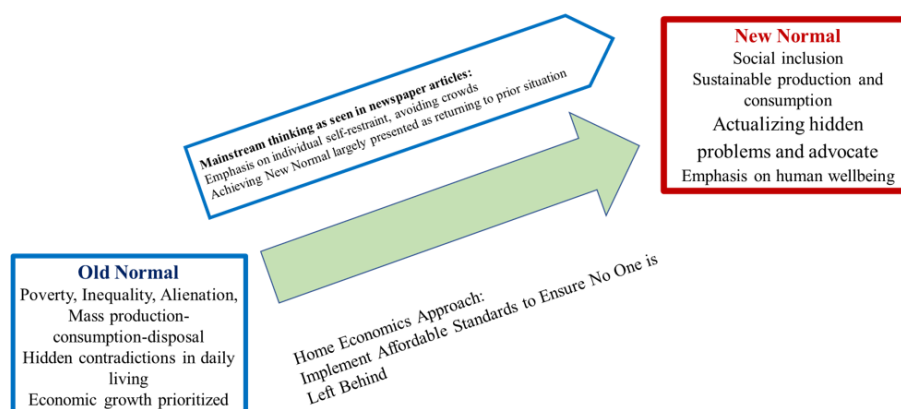 Mainstream thinking as seen in newspaper articles:
Emphasis on individual self-restraint, avoiding crowds
Achieving New Normal largely presented as returning to prior situation
New Normal
Social inclusion
Sustainable production and
consumption
Actualizing hidden
problems and advocate
Emphasis on human wellbeing
Old Normal
Poverty, Inequality, Alienation,
Mass production-
consumption-disposal
Hidden contradictions in daily
living
Economic growth prioritized
Home Economics Approach:
Implement Affordable Standards to Ensure No One is
Left Behind